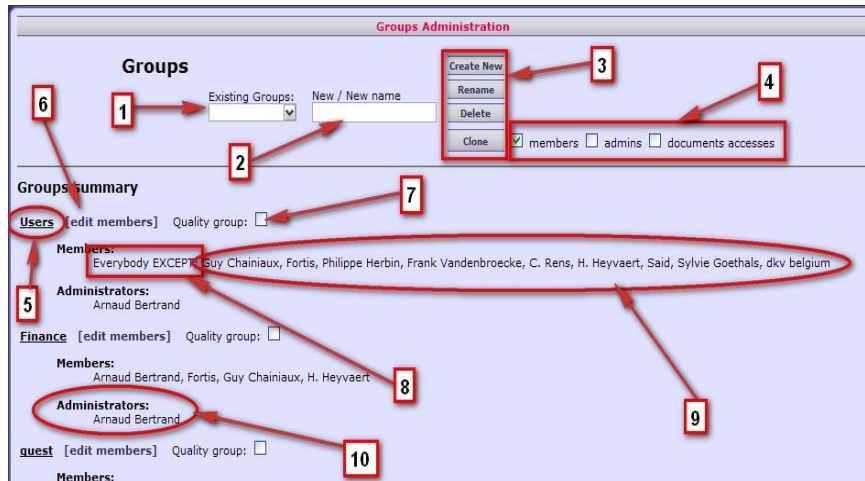 Groups Administration
Groups
Create New
3
Rename
4
6
Existing Groups:
New / New name
1
Delete
2
Clone
members
admins
documents accesses
Groups summary
7
Users [edit members] Quality group:
Members:
Everybody EXCEPT: Guy Chainiaux, Fortis, Philippe Herbin, Frank Vandenbroecke, C. Rens, H. Heyvaert, Said, Sylvie Goethals, dkv belgium
5
Administrators:
Arnaud Bertrand
Finance [edit members] Quality group:
8
9
Members:
Arnaud Bertrand, Fortis, Guy Chainiaux, H. Heyvaert
Administrators:
Arnaud Bertrand
10
guest [edit members] Quality group:
Members: